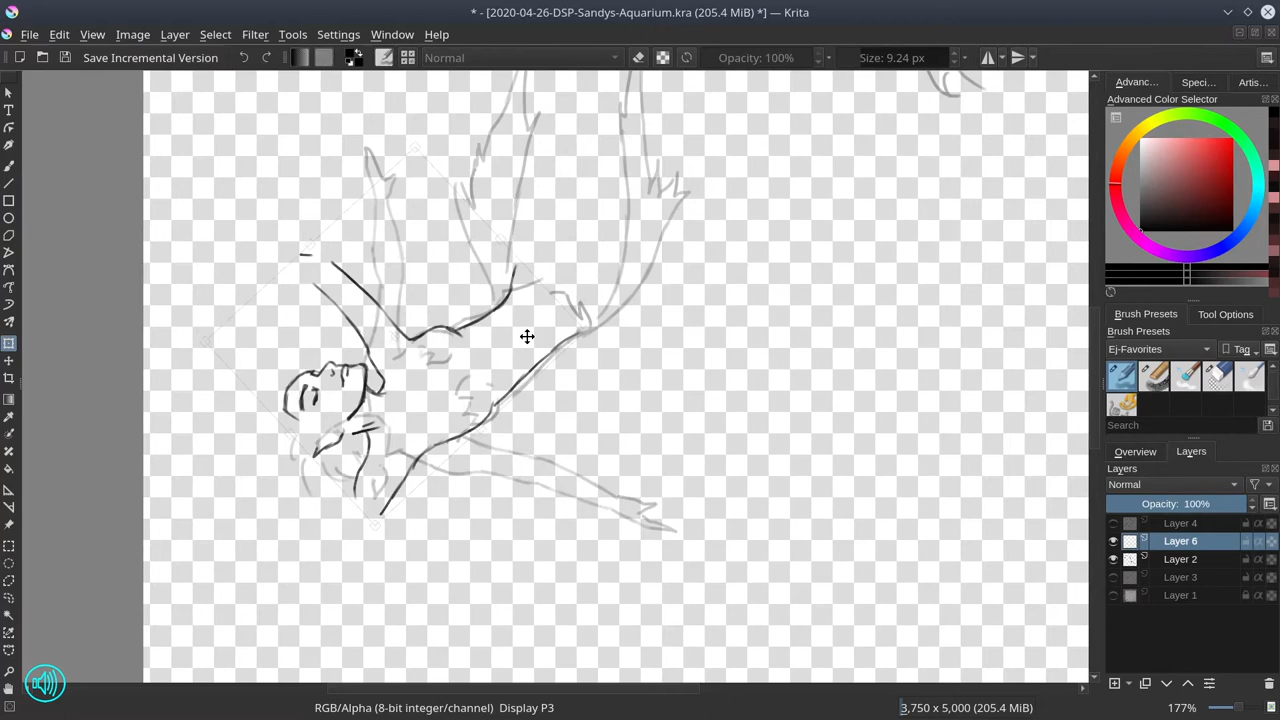 * - [2020-04-26-DSP-Sandys-Aquarium.kra (205.4 MiB) *] — Krita
File Edit View Image Layer Select Filter Tools Settings Window Help
Save Incremental Version Normal Opacity: 100% Size: 9.24 px
Advanc... Speci... Artis...
Advanced Color Selector
Brush Presets Tool Options
Brush Presets
Ej-Favorites Tag
Search
Overview Layers
Layers
Normal
Opacity: 100%
Layer 4
Layer 6
Layer 2
Layer 3
Layer 1
RGB/Alpha (8-bit integer/channel) Display P3 3,750 x 5,000 (205.4 MiB) 177%